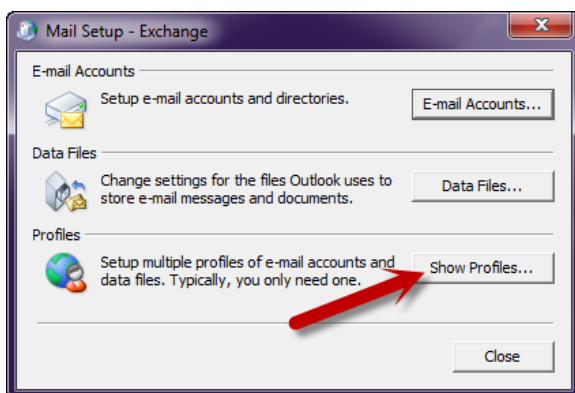 Mail Setup - Exchange
E-mail Accounts
Setup e-mail accounts and directories.
E-mail Accounts...
Data Files
Change settings for the files Outlook uses to
store e-mail messages and documents.
Data Files...
Profiles
Setup multiple profiles of e-mail accounts and
data files. Typically, you only need one.
Show Profiles...
Close